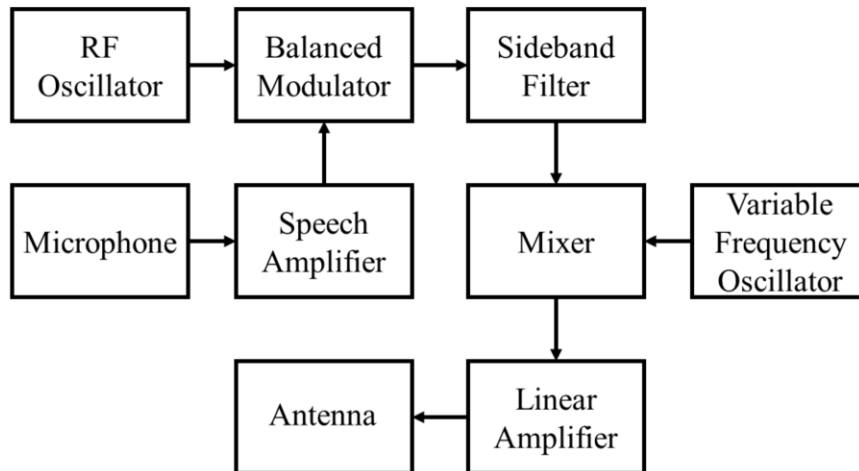 RF
Oscillator
Balanced
Modulator
Sideband
Filter
Microphone
Speech
Amplifier
Mixer
Variable
Frequency
Oscillator
Antenna
Linear
Amplifier